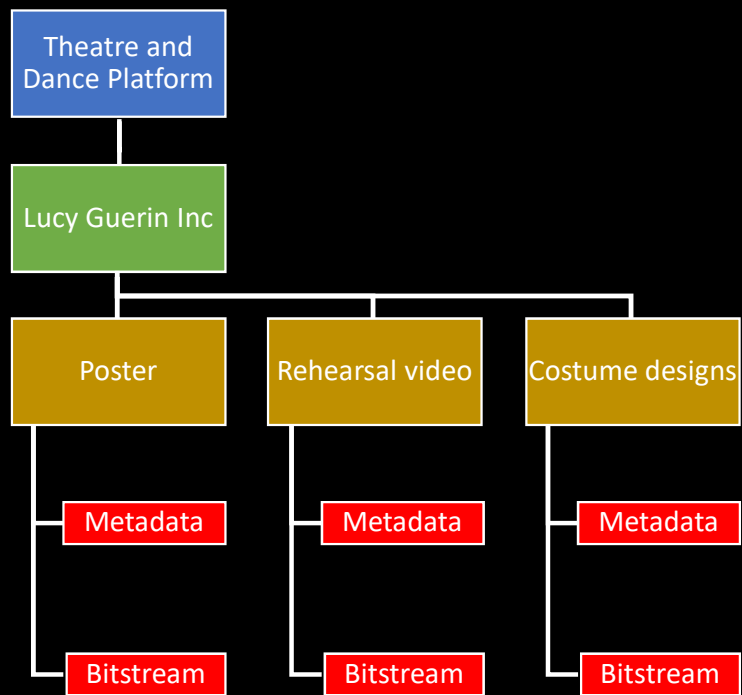 Theatre and
Dance Platform
Lucy Guerin Inc
Poster
Rehearsal video
Costume designs
Metadata
Metadata
Metadata
Bitstream
Bitstream
Bitstream